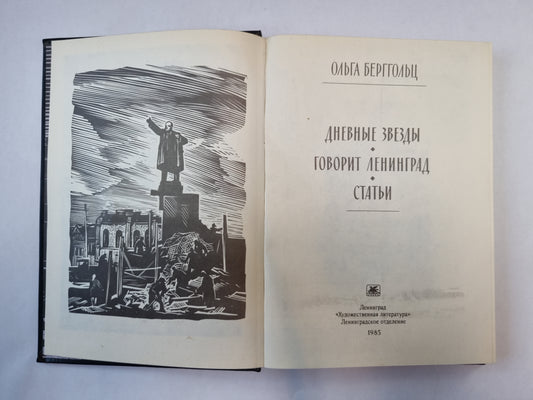 ОЛЬГА БЕРГГОЛЬЦ
ДНЕВНЫЕ ЗВЕЗДЫ
•
ГОВОРИТ ЛЕНИНГРАД
•
СТАТЬИ
Ленинград
«Художественная литература»
Ленинградское отделение
1985